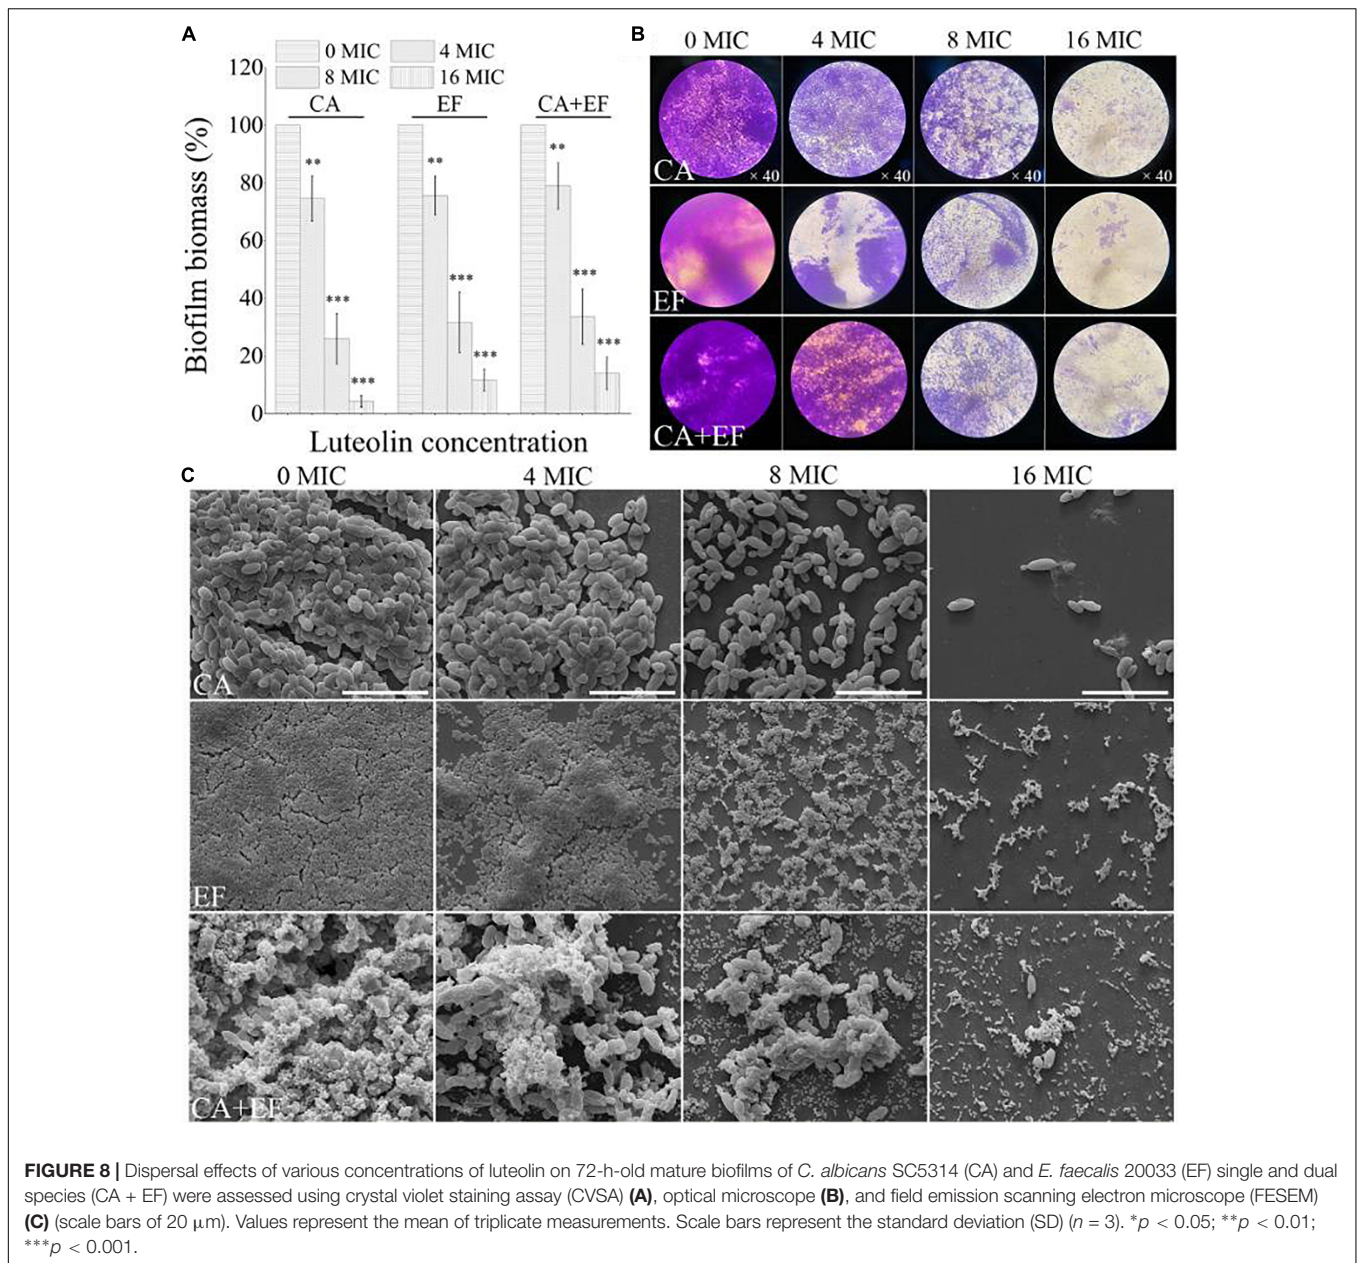 A
0 MIC 4 MIC
8 MIC 16 MIC
CA EF CA+EF
120
100
80
60
40
20
0
Biofilm biomass (%)
** *** ***
** *** ***
** *** ***
Luteolin concentration
B
0 MIC 4 MIC 8 MIC 16 MIC
CA × 40 × 40 × 40 × 40
EF
CA+EF
C
0 MIC 4 MIC 8 MIC 16 MIC
CA
EF
CA+EF
FIGURE 8 | Dispersal effects of various concentrations of luteolin on 72-h-old mature biofilms of C. albicans SC5314 (CA) and E. faecalis 20033 (EF) single and dual
species (CA + EF) were assessed using crystal violet staining assay (CVSA) (A), optical microscope (B), and field emission scanning electron microscope (FESEM)
(C) (scale bars of 20 μm). Values represent the mean of triplicate measurements. Scale bars represent the standard deviation (SD) (n = 3). *p < 0.05; **p < 0.01;
***p < 0.001.